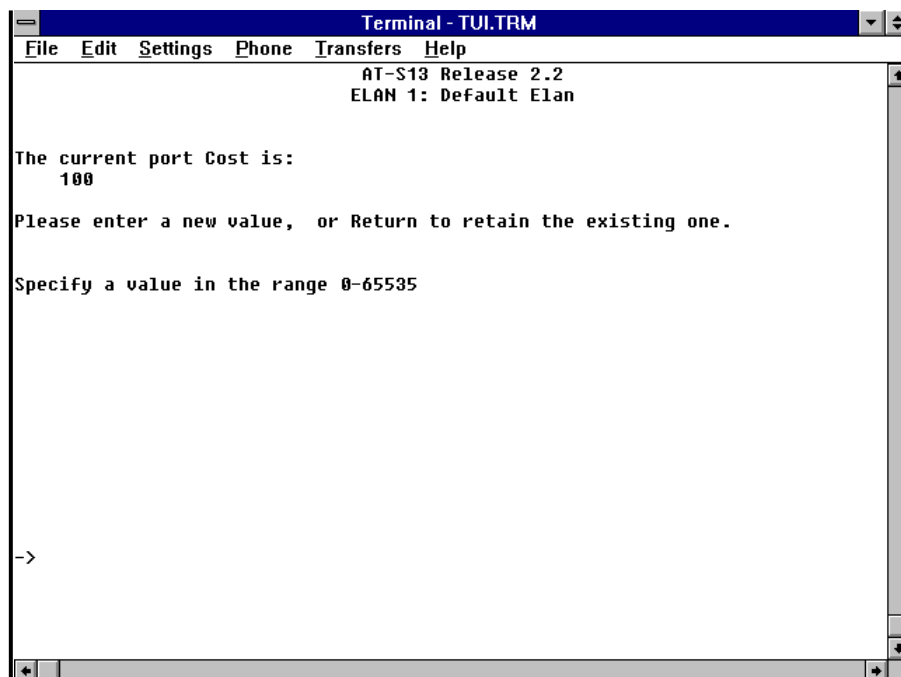 Terminal - TUI.TRM
File Edit Settings Phone Transfers Help
AT-S13 Release 2.2
ELAN 1: Default Elan
The current port Cost is:
100
Please enter a new value, or Return to retain the existing one.
Specify a value in the range 0-65535
->